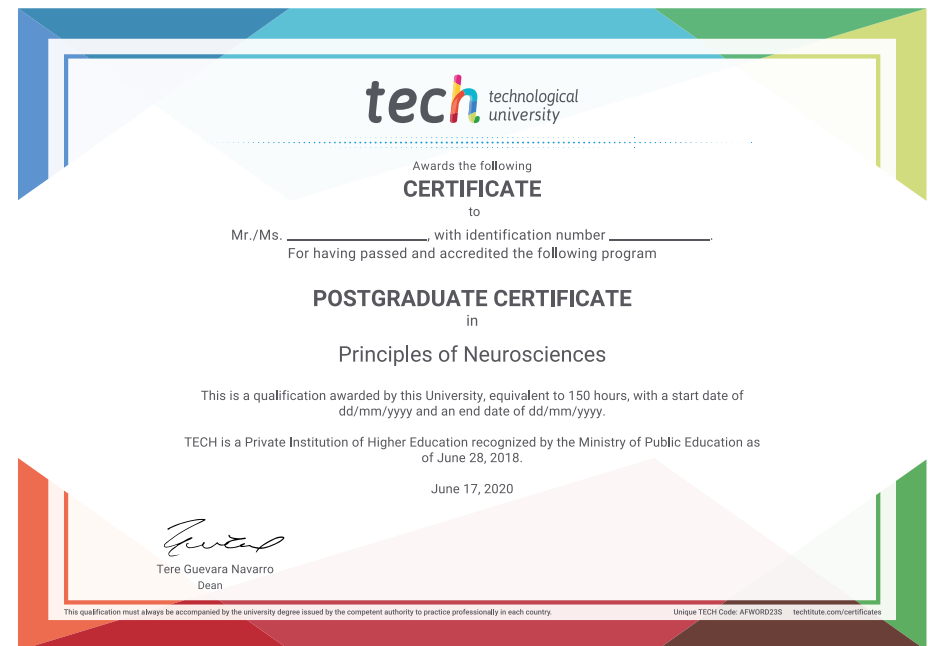 tech technological
university
Awards the following
CERTIFICATE
to
Mr./Ms. ____________________, with identification number ______________.
For having passed and accredited the following program
POSTGRADUATE CERTIFICATE
in
Principles of Neurosciences
This is a qualification awarded by this University, equivalent to 150 hours, with a start date of
dd/mm/yyyy and an end date of dd/mm/yyyy.
TECH is a Private Institution of Higher Education recognized by the Ministry of Public Education as
of June 28, 2018.
June 17, 2020
Tere Guevara Navarro
Dean
This qualification must always be accompanied by the university degree issued by the competent authority to practice professionally in each country.
Unique TECH Code: AFWORD23S techtitute.com/certificates